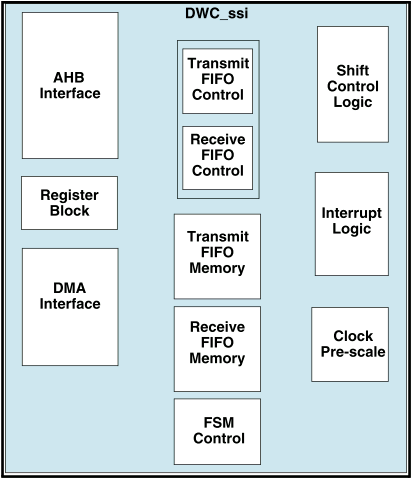 DWC_ssi
AHB
Interface
Register
Block
DMA
Interface
Transmit
FIFO
Control
Receive
FIFO
Control
Transmit
FIFO
Memory
Receive
FIFO
Memory
FSM
Control
Shift
Control
Logic
Interrupt
Logic
Clock
Pre-scale